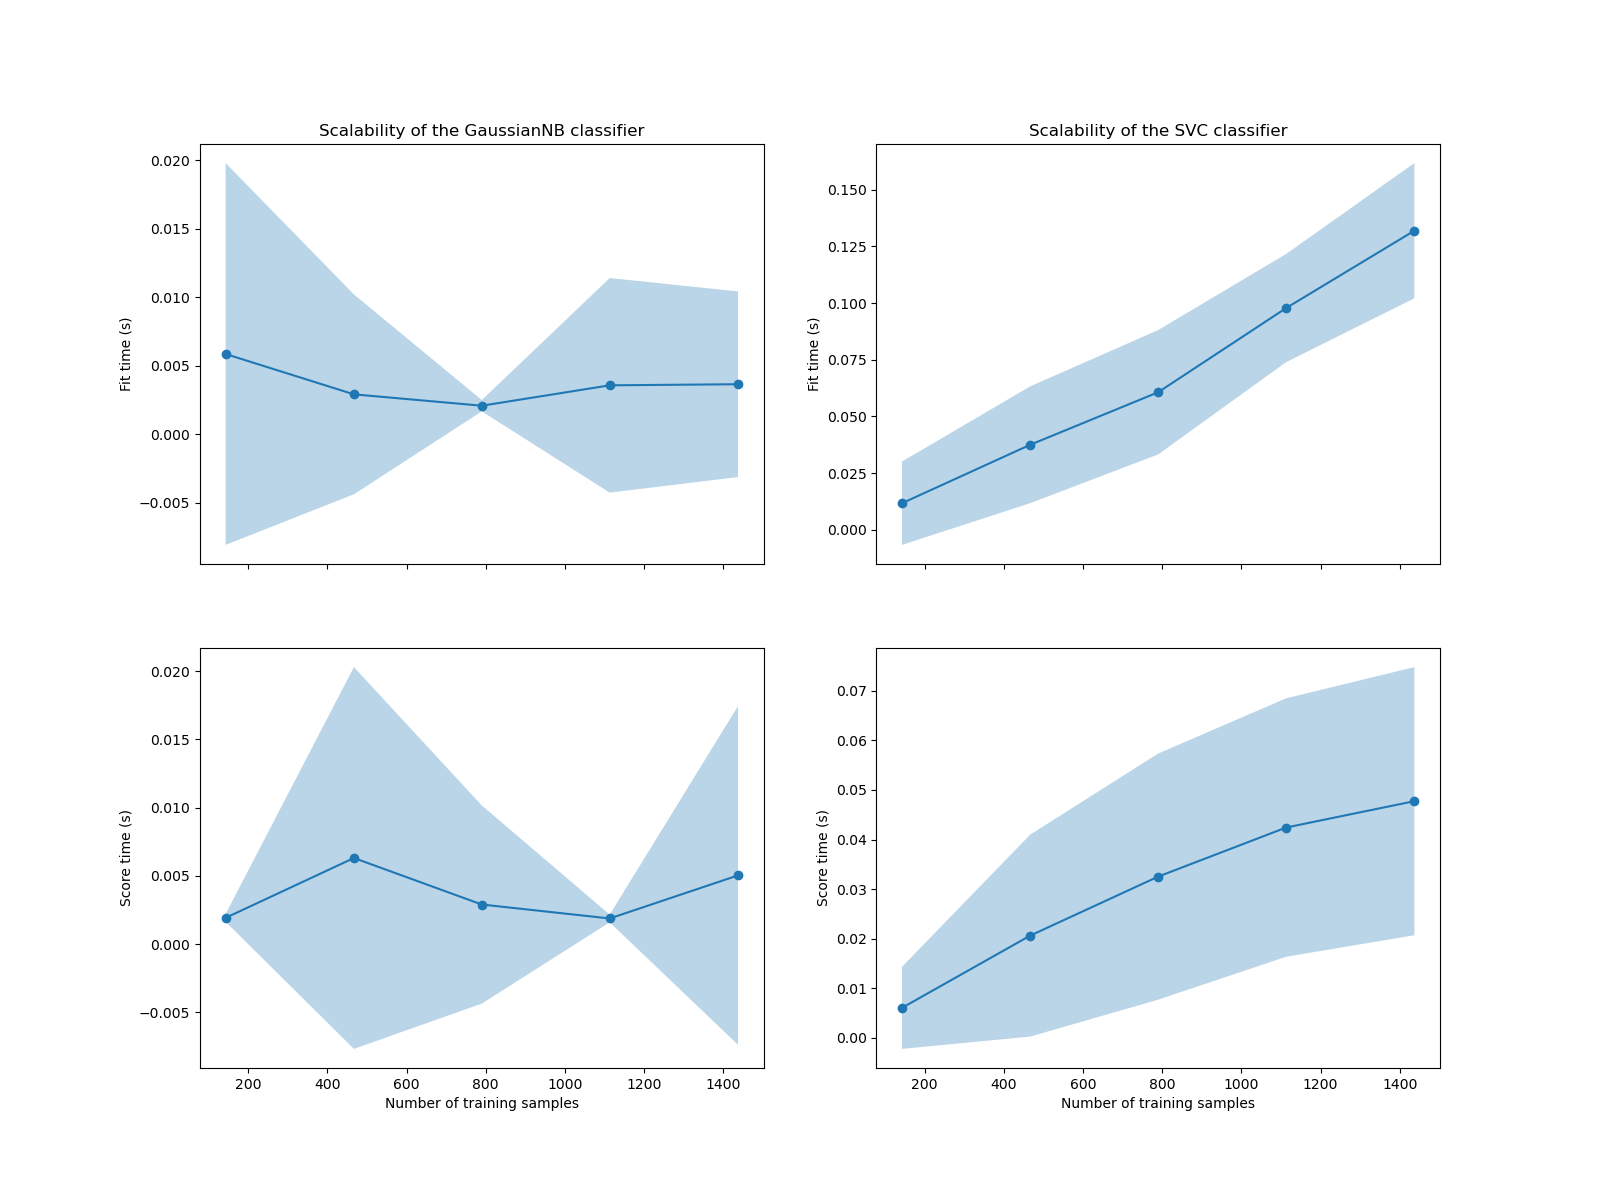 Scalability of the GaussianNB classifier
0.020
0.015
0.010
0.005
0.000
−0.005
Fit time (s)
Scalability of the SVC classifier
0.150
0.125
0.100
0.075
0.050
0.025
0.000
Fit time (s)
0.020
0.015
0.010
0.005
0.000
−0.005
Score time (s)
200 400 600 800 1000 1200 1400
Number of training samples
0.07
0.06
0.05
0.04
0.03
0.02
0.01
0.00
Score time (s)
200 400 600 800 1000 1200 1400
Number of training samples